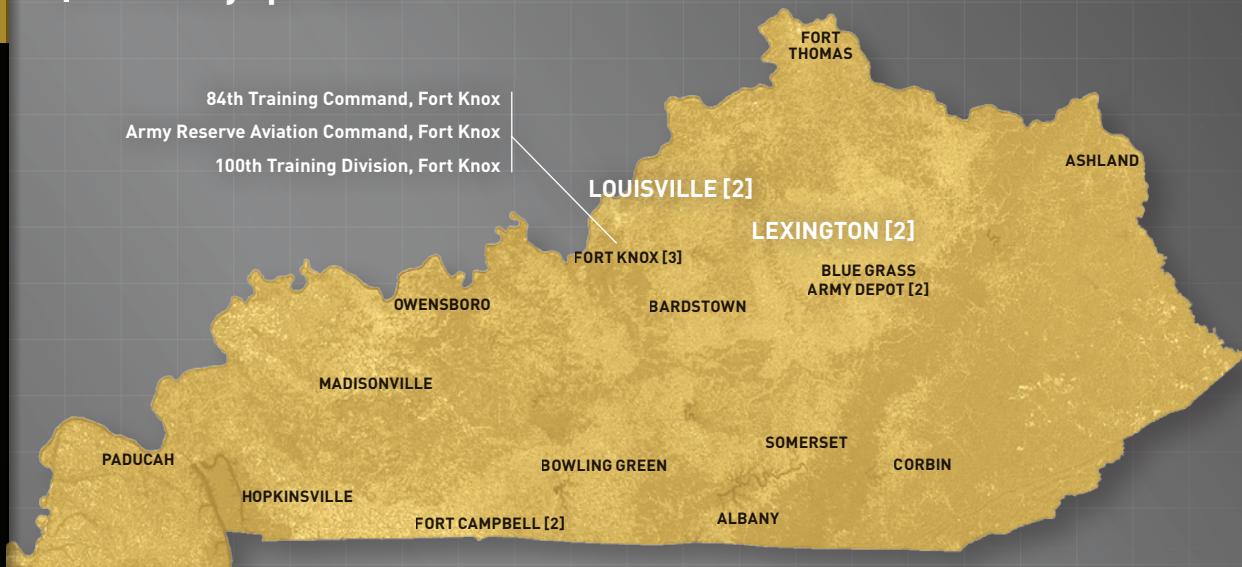 FORT
THOMAS
84th Training Command, Fort Knox
Army Reserve Aviation Command, Fort Knox
100th Training Division, Fort Knox
ASHLAND
LOUISVILLE [2]
LEXINGTON [2]
FORT KNOX [3]
BLUE GRASS
ARMY DEPOT [2]
OWENSBORO
BARDSTOWN
MADISONVILLE
SOMERSET
PADUCAH
BOWLING GREEN
CORBIN
HOPKINSVILLE
FORT CAMPBELL [2]
ALBANY